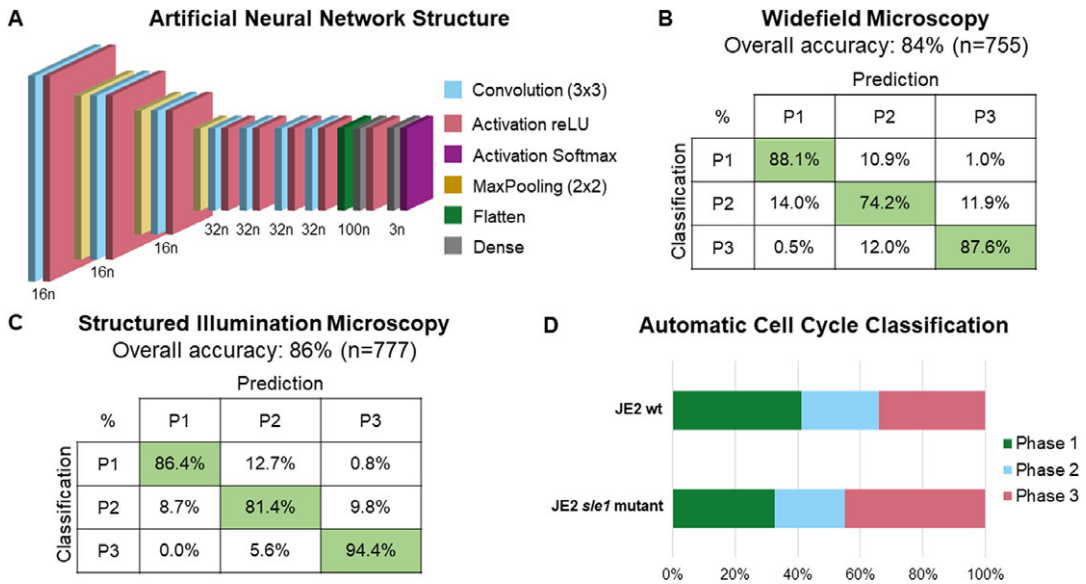 A Artificial Neural Network Structure
Convolution (3x3)
Activation reLU
Activation Softmax
MaxPooling (2x2)
Flatten
Dense
16n
16n
16n
32n 32n 32n 32n 100n 3n
B Widefield Microscopy
Overall accuracy: 84% (n=755)
Prediction
Classification
% P1 P2 P3
P1 88.1% 10.9% 1.0%
P2 14.0% 74.2% 11.9%
P3 0.5% 12.0% 87.6%
C Structured Illumination Microscopy
Overall accuracy: 86% (n=777)
Prediction
Classification
% P1 P2 P3
P1 86.4% 12.7% 0.8%
P2 8.7% 81.4% 9.8%
P3 0.0% 5.6% 94.4%
D Automatic Cell Cycle Classification
JE2 wt
JE2 sle1 mutant
0% 20% 40% 60% 80% 100%
Phase 1
Phase 2
Phase 3